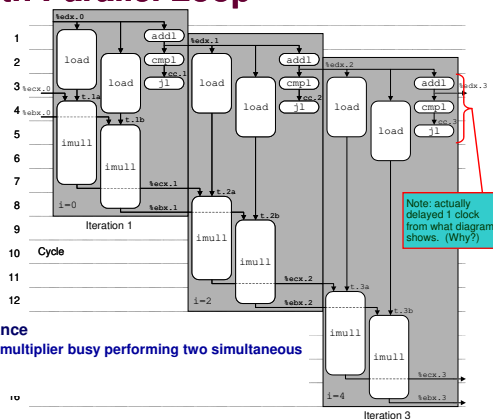 th Parallel Loop
%edx.0
1
addl
%edx.1
2
load
load
cmpl
addl
%edx.2
cc.1
3
%ecx.0
jl
load
load
cmpl
addl
%edx.3
t.1a
cc.2
4
%ebx.0
jl
load
load
cmpl
t.1b
cc.3
5
imull
imull
jl
6
7
%ecx.1
t.2a
8
i=0
%ebx.1
t.2b
Note: actually
delayed 1 clock
from what diagram
shows. (Why?)
Iteration 1
9
imull
imull
10
Cycle
11
%ecx.2
t.3a
12
i=2
%ebx.2
t.3b
nce
imull
imull
multiplier busy performing two simultaneous
%ecx.3
i=4
%ebx.3
Iteration 3